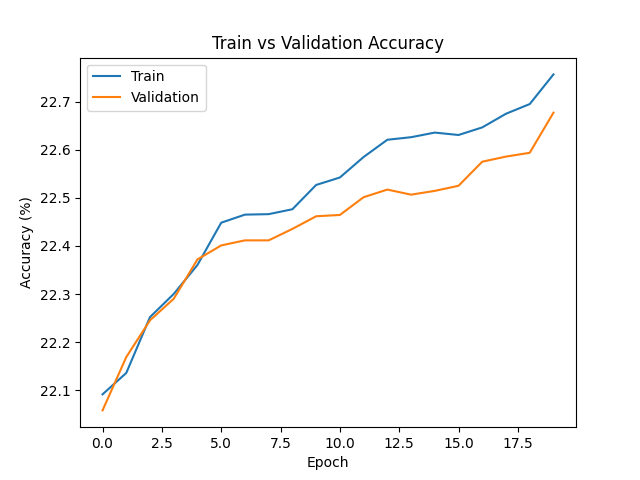 Train vs Validation Accuracy
Train
Validation
22.7
22.6
22.5
22.4
22.3
22.2
22.1
Accuracy (%)
0.0 2.5 5.0 7.5 10.0 12.5 15.0 17.5
Epoch